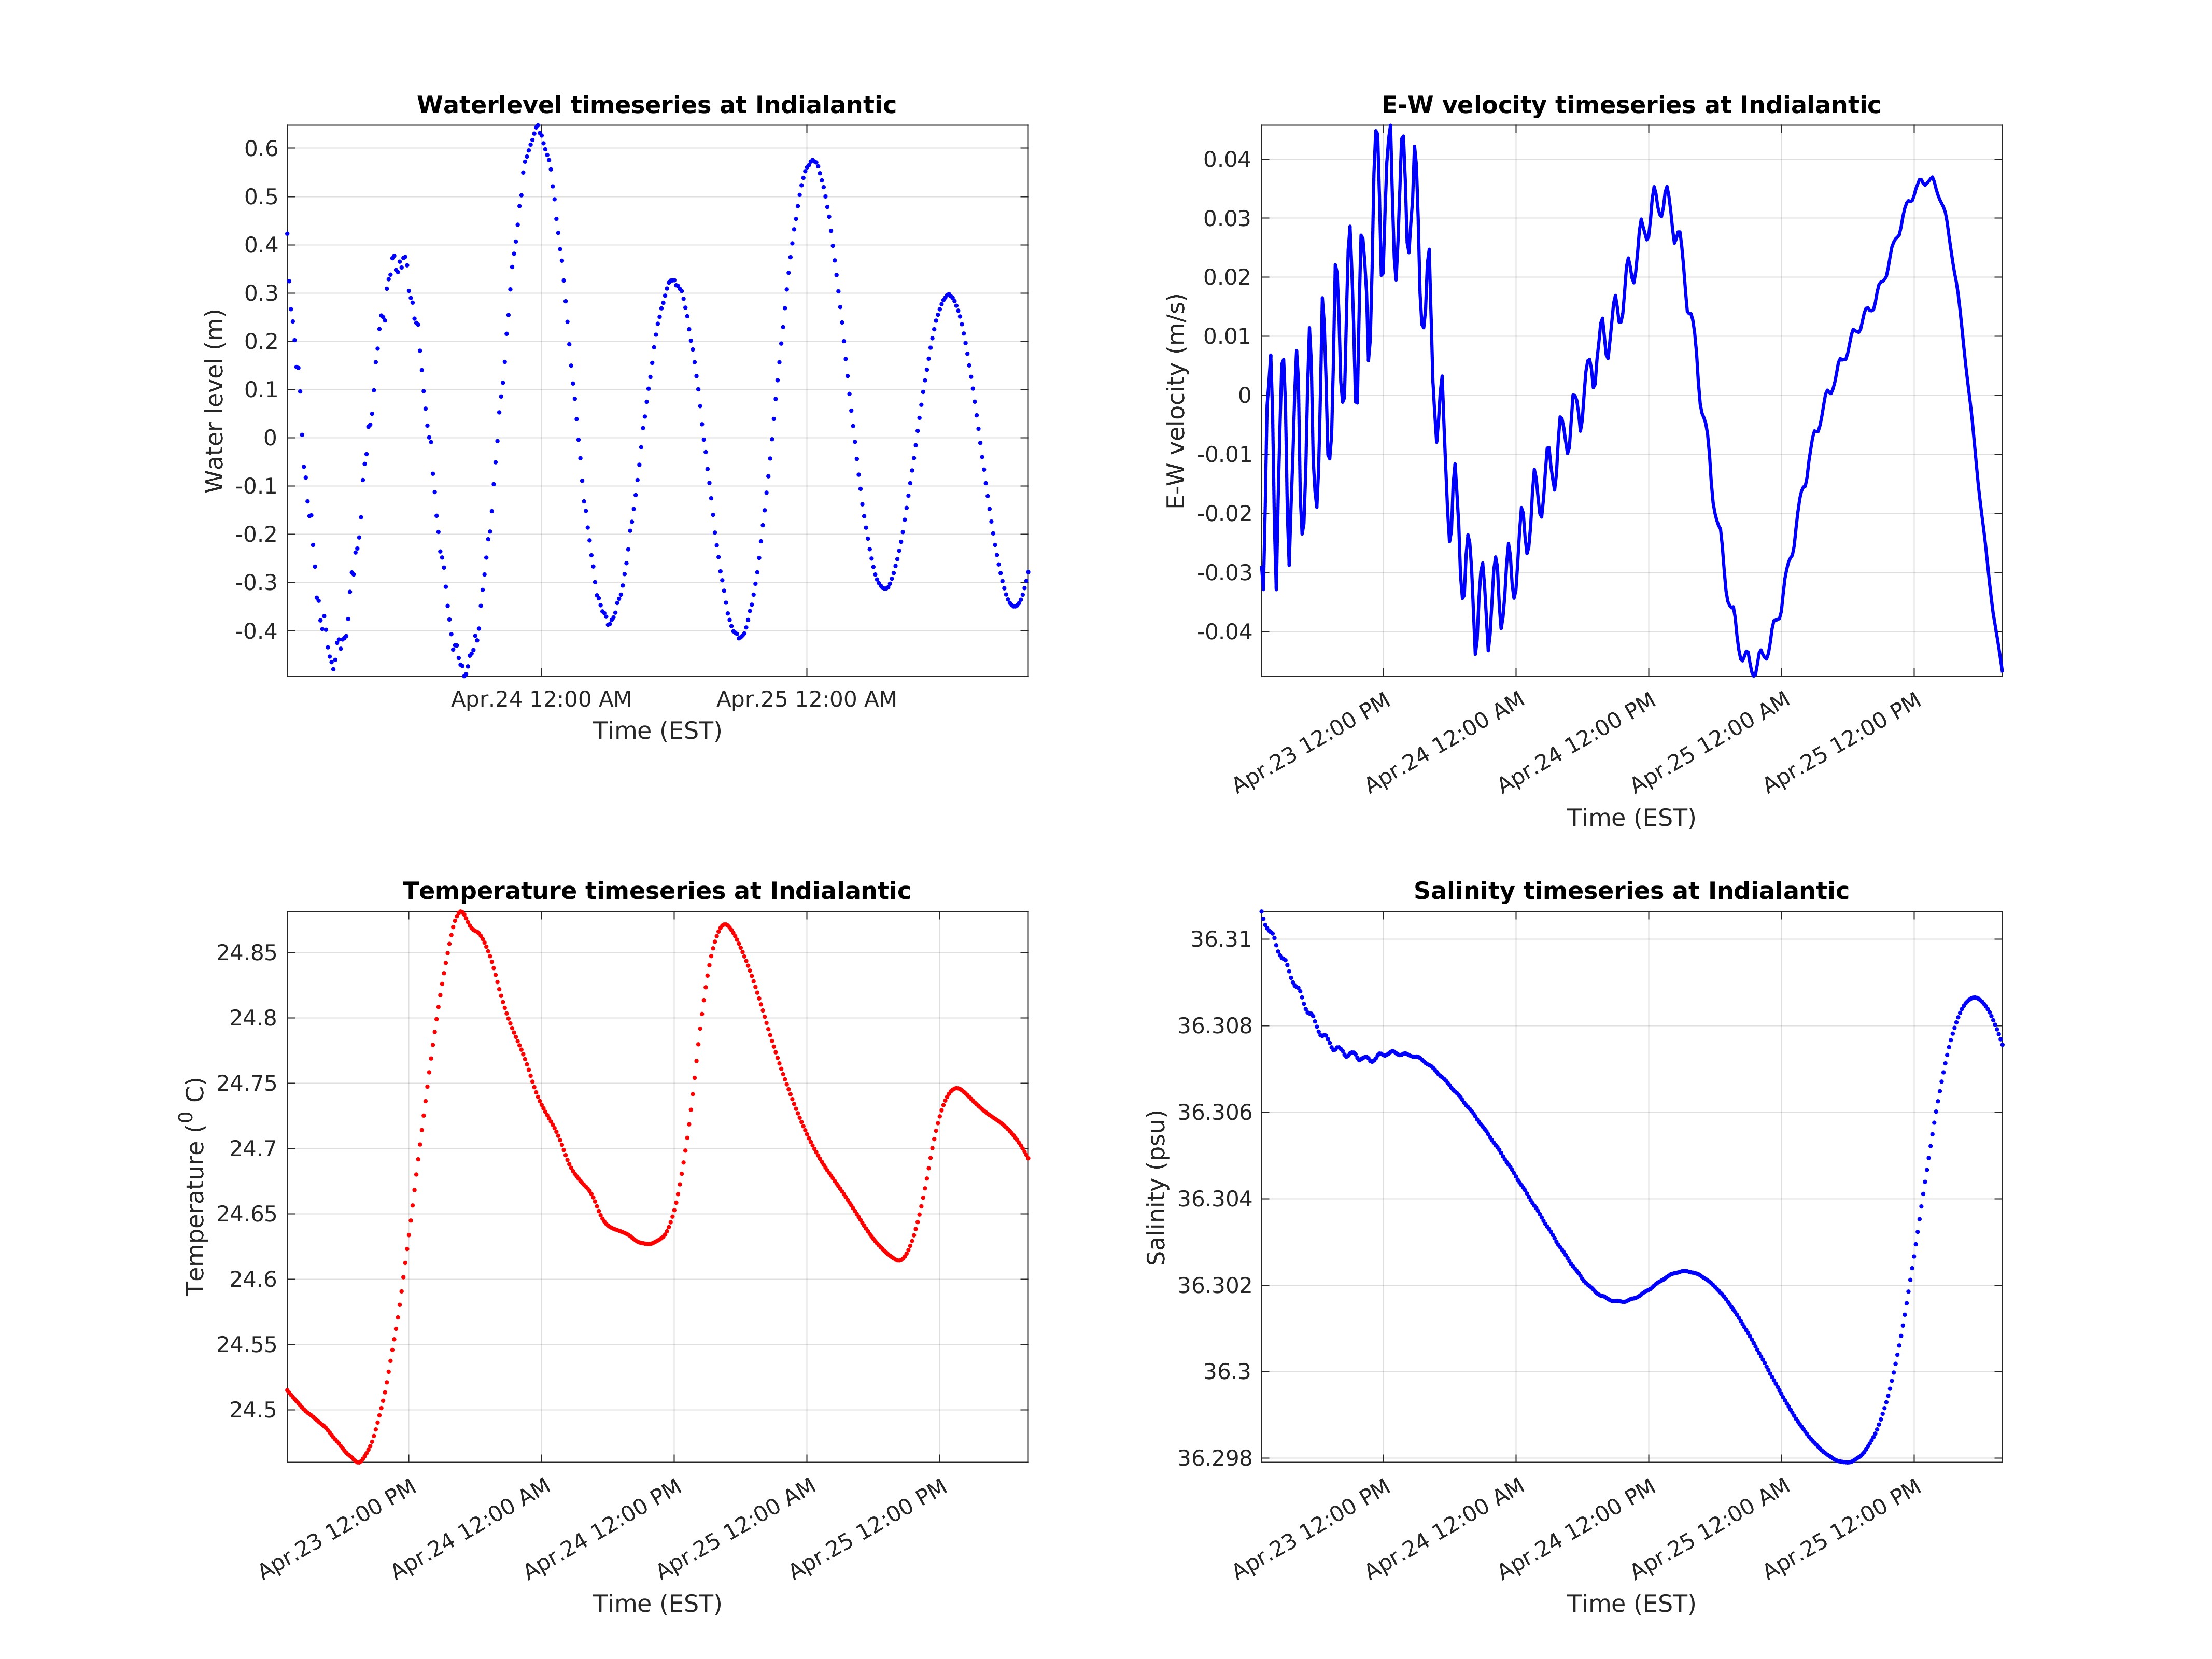 Waterlevel timeseries at Indialantic
0.6
0.5
0.4
0.3
0.2
0.1
0
-0.1
-0.2
-0.3
-0.4
Water level (m)
Apr.24 12:00 AM
Apr.25 12:00 AM
Time (EST)
E-W velocity timeseries at Indialantic
0.04
0.03
0.02
0.01
0
-0.01
-0.02
-0.03
-0.04
E-W velocity (m/s)
Apr.23 12:00 PM
Apr.24 12:00 AM
Apr.24 12:00 PM
Apr.25 12:00 AM
Apr.25 12:00 PM
Time (EST)
Temperature timeseries at Indialantic
24.85
24.8
24.75
24.7
24.65
24.6
24.55
24.5
Temperature (⁰ C)
Apr.23 12:00 PM
Apr.24 12:00 AM
Apr.24 12:00 PM
Apr.25 12:00 AM
Apr.25 12:00 PM
Time (EST)
Salinity timeseries at Indialantic
36.31
36.308
36.306
36.304
36.302
36.3
36.298
Salinity (psu)
Apr.23 12:00 PM
Apr.24 12:00 AM
Apr.24 12:00 PM
Apr.25 12:00 AM
Apr.25 12:00 PM
Time (EST)